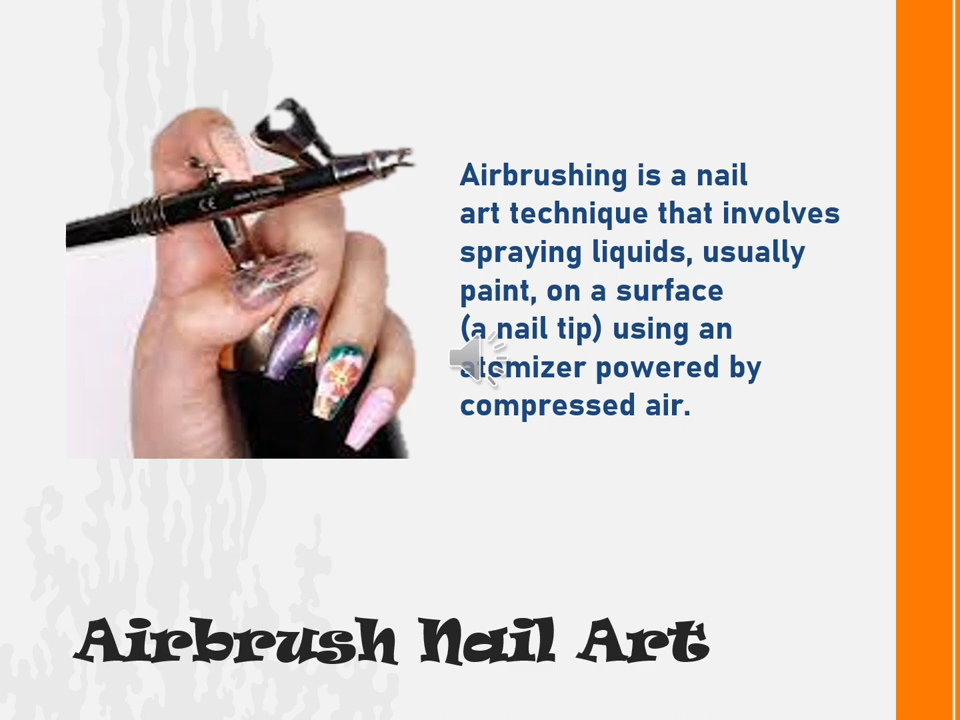 Airbrushing is a nail
art technique that involves
spraying liquids, usually
paint, on a surface
(a nail tip) using an
atomizer powered by
compressed air.
CE
Airbrush Nail Art